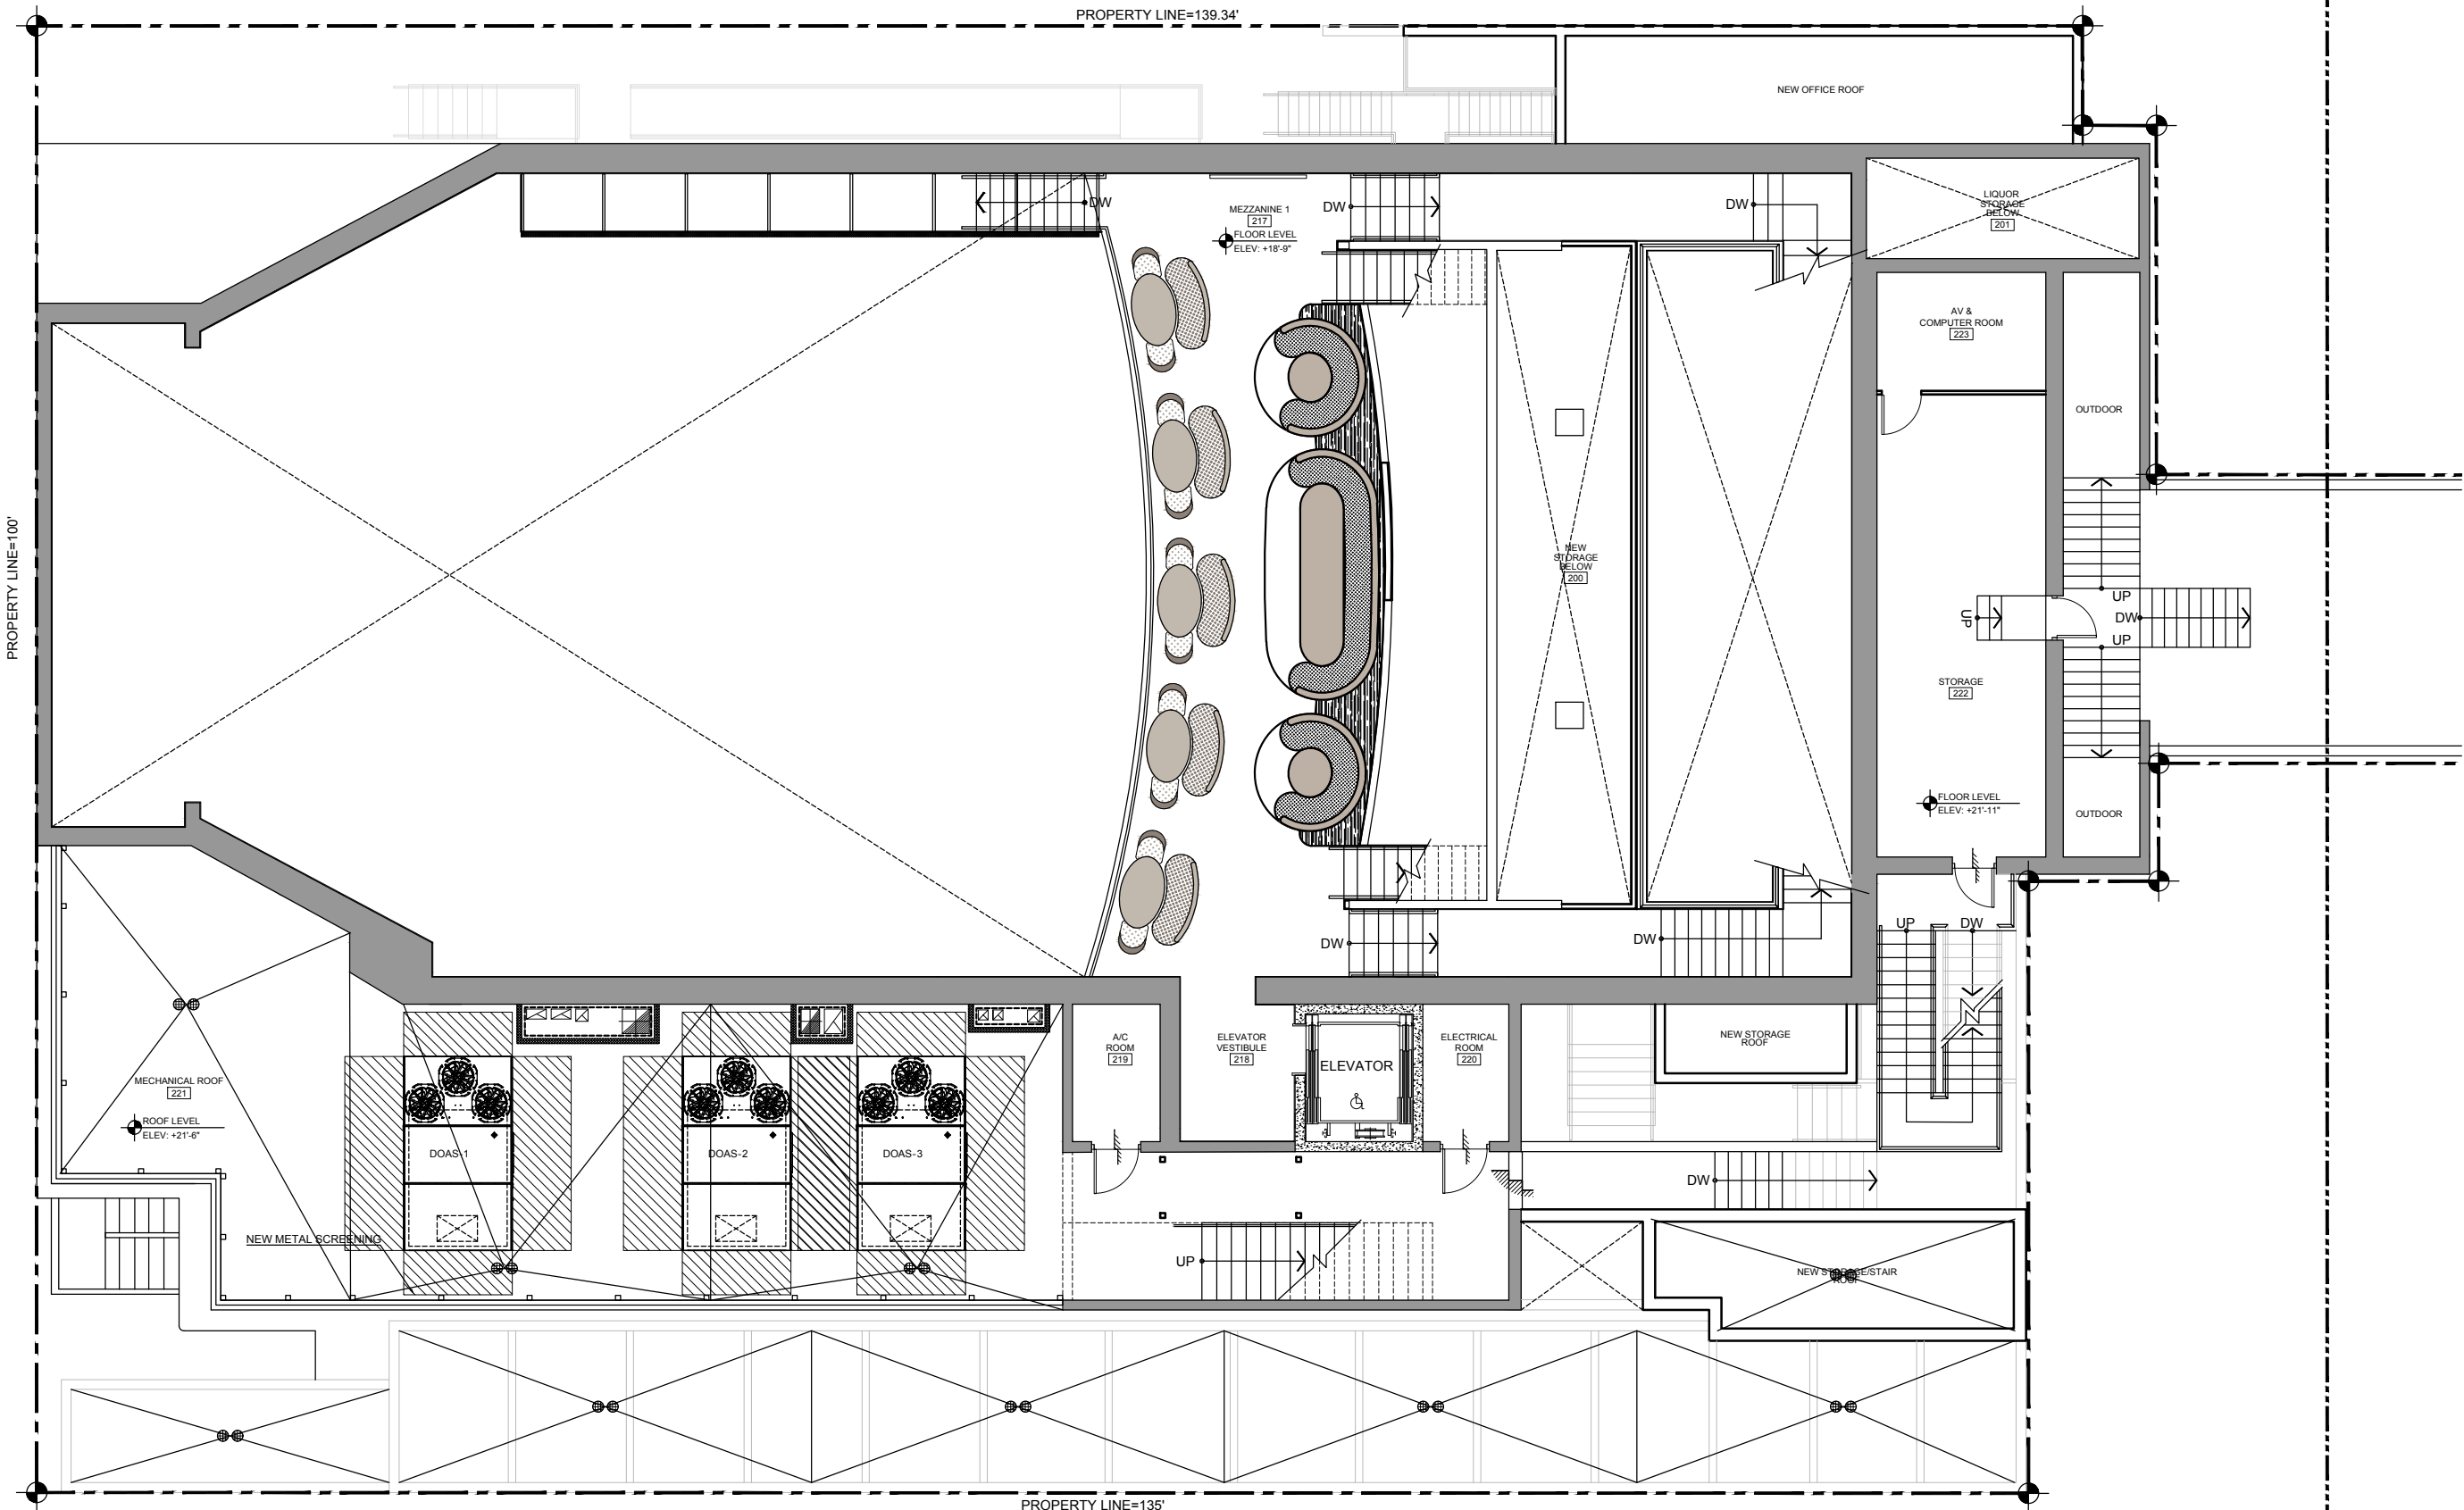 PROPERTY LINE=139.34'
NEW OFFICE ROOF
DW
MEZZANINE 1
217
FLOOR LEVEL
ELEV: +18'-9"
DW
DW
LIQUOR
STORAGE
BELOW
201
AV &
COMPUTER ROOM
223
OUTDOOR
PROPERTY LINE=100'
NEW
STORAGE
BELOW
200
UP
UP
DW
UP
STORAGE
222
FLOOR LEVEL
ELEV: +21'-11"
OUTDOOR
DW
DW
UP
DW
A/C
ROOM
219
ELEVATOR
VESTIBULE
218
ELEVATOR
ELECTRICAL
ROOM
220
NEW STORAGE
ROOF
MECHANICAL ROOF
221
ROOF LEVEL
ELEV: +21'-6"
DOAS-1
DOAS-2
DOAS-3
DW
NEW METAL SCREENING
UP
NEW STORAGE/STAIR
ROOF
PROPERTY LINE=135'